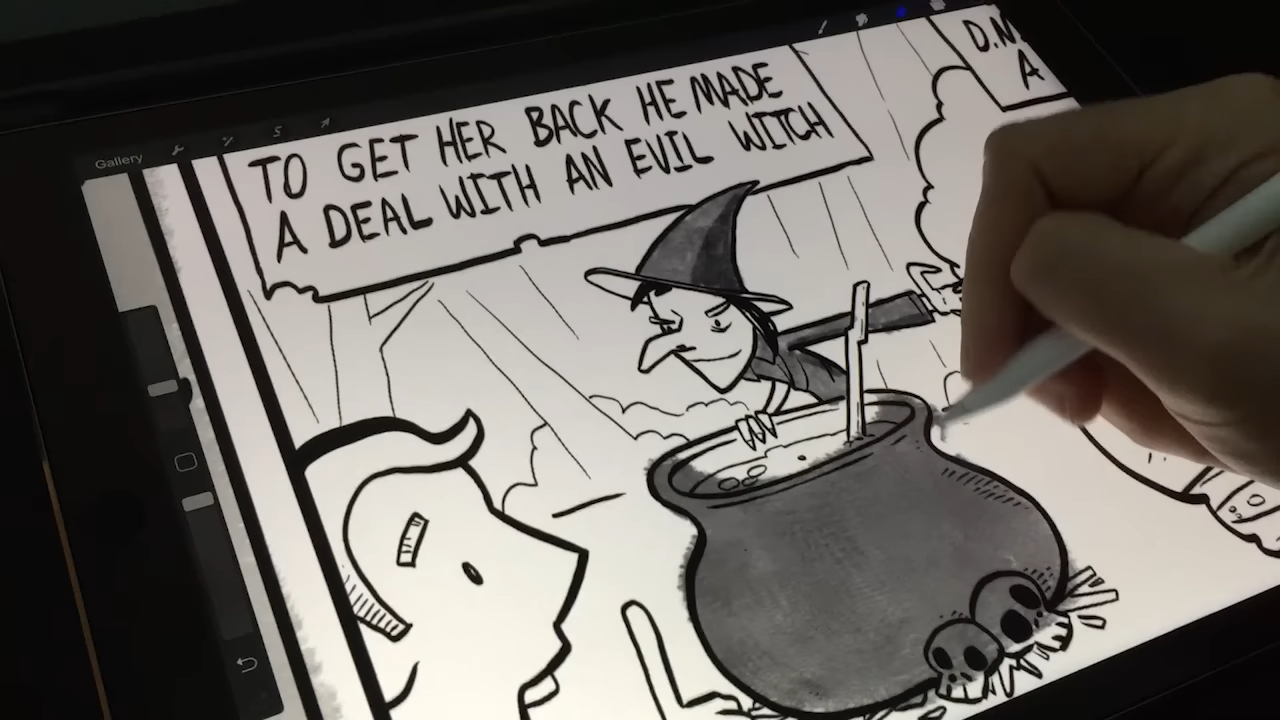 Gallery
S
TO GET HER BACK HE MADE
A DEAL WITH AN EVIL WITCH
D.N
A